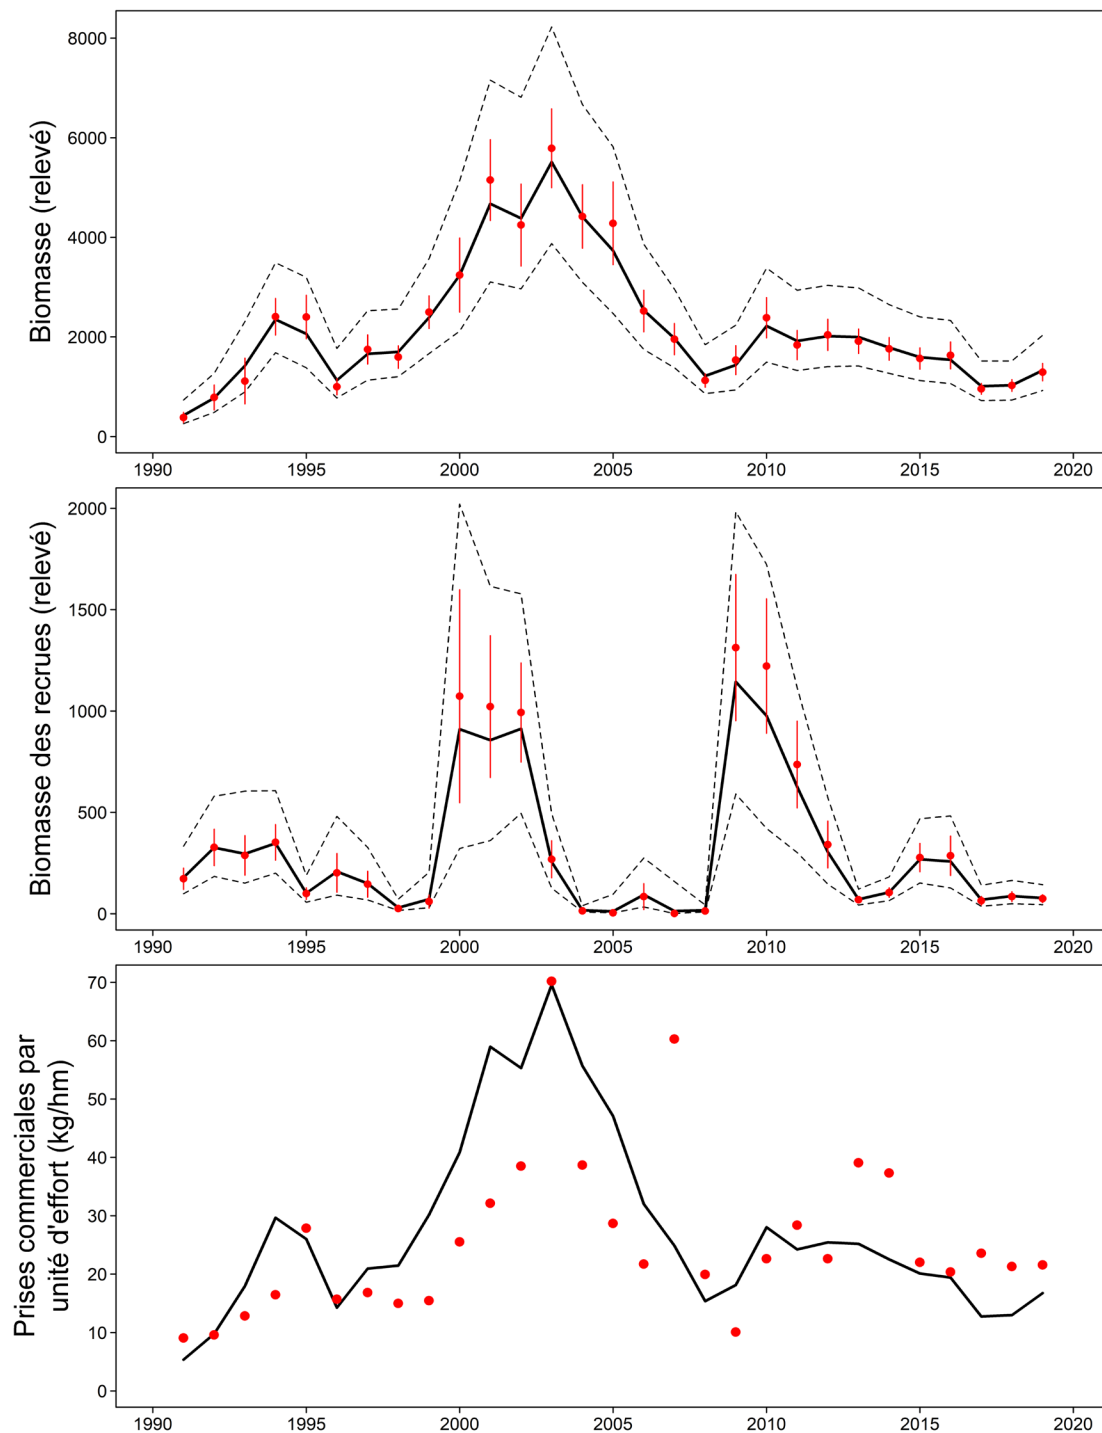 Biomasse (relevé)
8000
6000
4000
2000
0
1990 1995 2000 2005 2010 2015 2020
Biomasse des recrues (relevé)
2000
1500
1000
500
0
1990 1995 2000 2005 2010 2015 2020
Prises commerciales par
unité d'effort (kg/hm)
70
60
50
40
30
20
10
0
1990 1995 2000 2005 2010 2015 2020